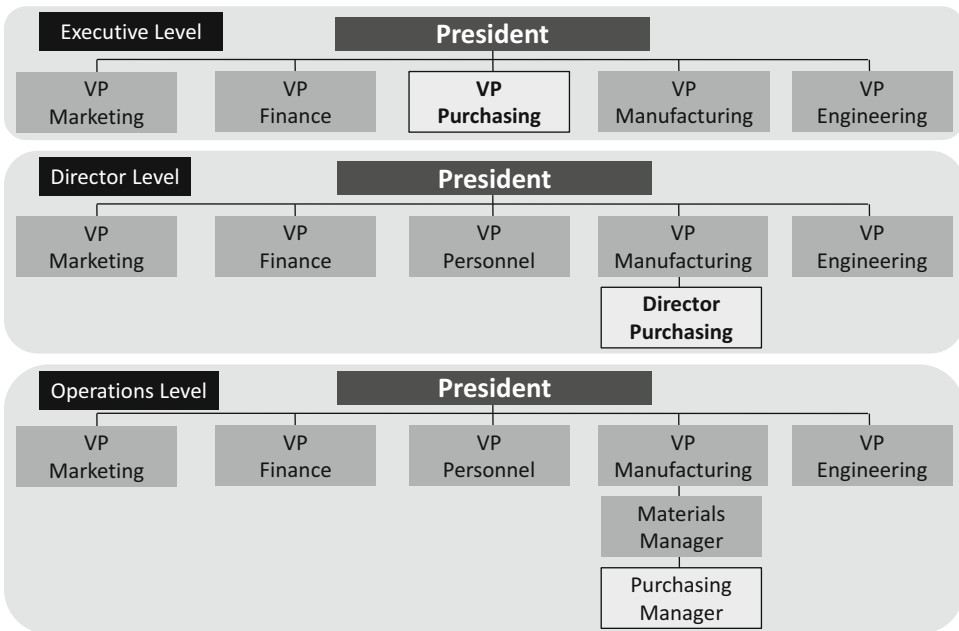 Executive Level
President
VP
Marketing
VP
Finance
VP
Purchasing
VP
Manufacturing
VP
Engineering
Director Level
President
VP
Marketing
VP
Finance
VP
Personnel
VP
Manufacturing
VP
Engineering
Director
Purchasing
Operations Level
President
VP
Marketing
VP
Finance
VP
Personnel
VP
Manufacturing
VP
Engineering
Materials
Manager
Purchasing
Manager